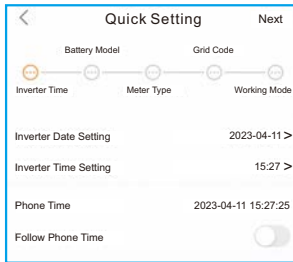 Quick Setting Next
Battery Model Grid Code
Inverter Time Meter Type Working Mode
Inverter Date Setting 2023-04-11 >
Inverter Time Setting 15:27 >
Phone Time 2023-04-11 15:27:25
Follow Phone Time